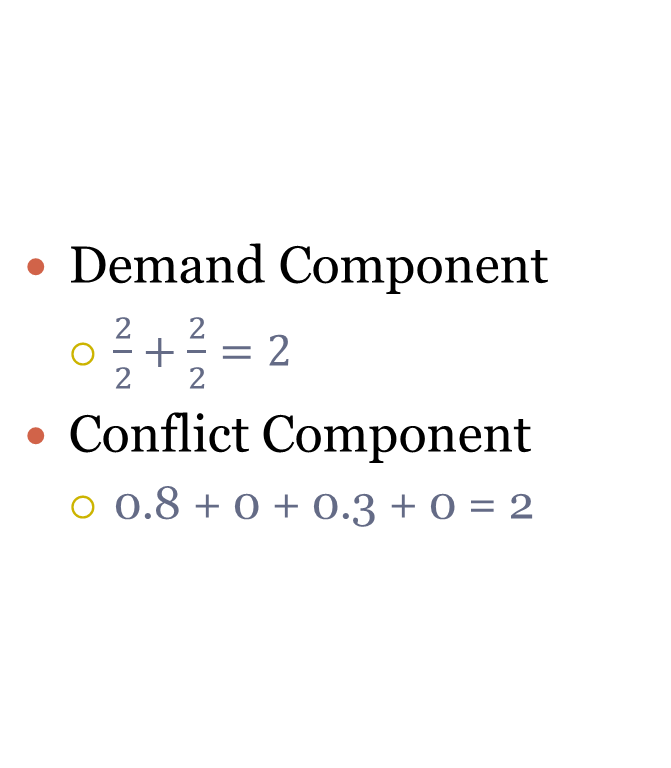 • Demand Component
○ 2/2 + 2/2 = 2
• Conflict Component
○ 0.8 + 0 + 0.3 + 0 = 2